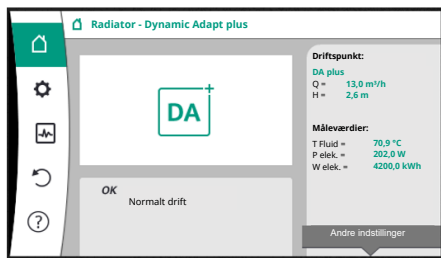 Radiator - Dynamic Adapt plus
DA+
OK
Normalt drift
Driftspunkt:
DA plus
Q = 13,0 m³/h
H = 2,6 m
Måleværdier:
T Fluid = 70,9 °C
P elek. = 202,0 W
W elek. = 4200,0 kWh
Andre indstillinger
?